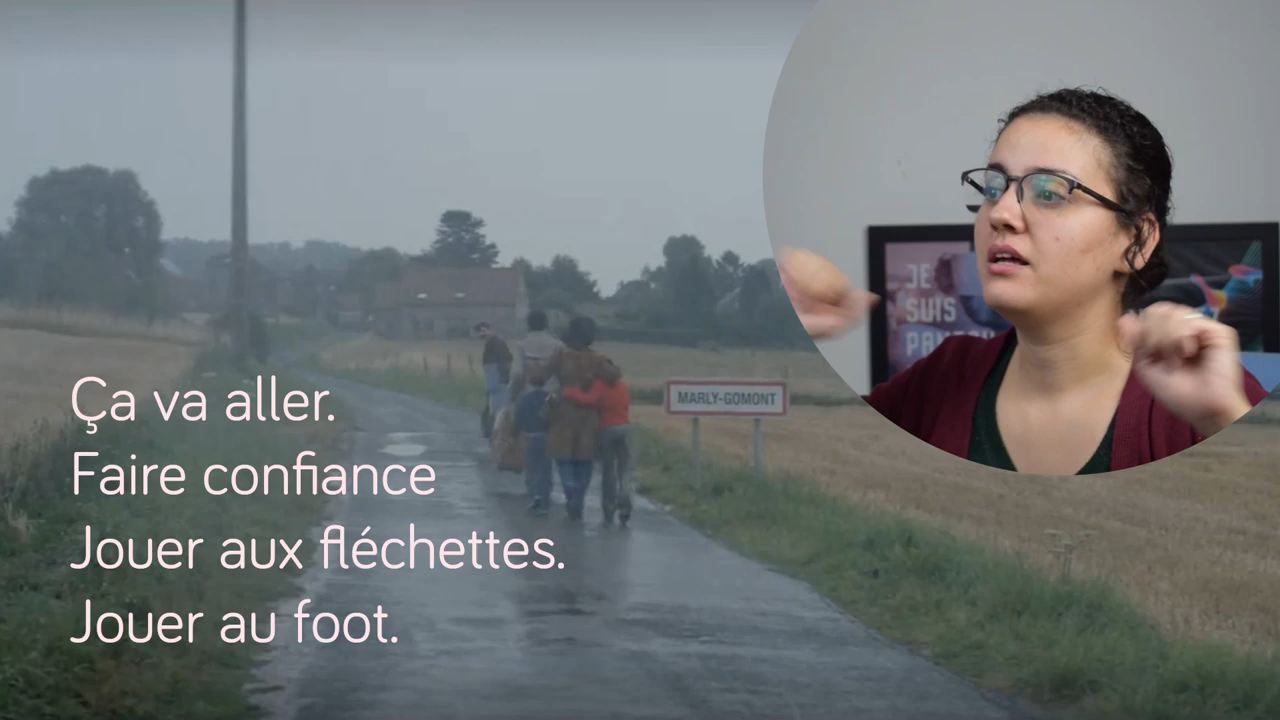 Ça va aller.
Faire confiance
Jouer aux fléchettes.
Jouer au foot.
MARLY-GOMONT
JE
SUIS